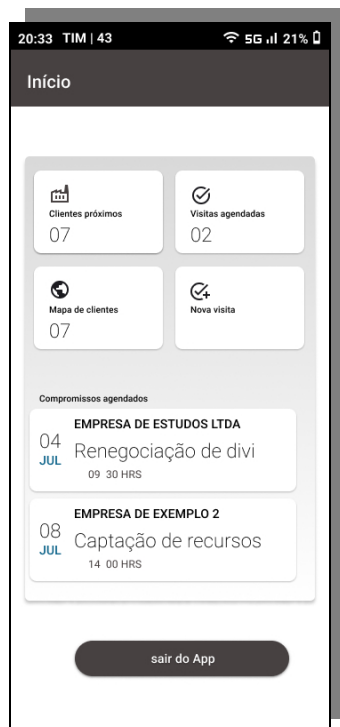 20:33 TIM | 43 5G 21%
Início
Clientes próximos
07
Visitas agendadas
02
Mapa de clientes
07
Nova visita
Compromissos agendados
04 JUL
EMPRESA DE ESTUDOS LTDA
Renegociação de divi
09 30 HRS
08 JUL
EMPRESA DE EXEMPLO 2
Captação de recursos
14 00 HRS
sair do App